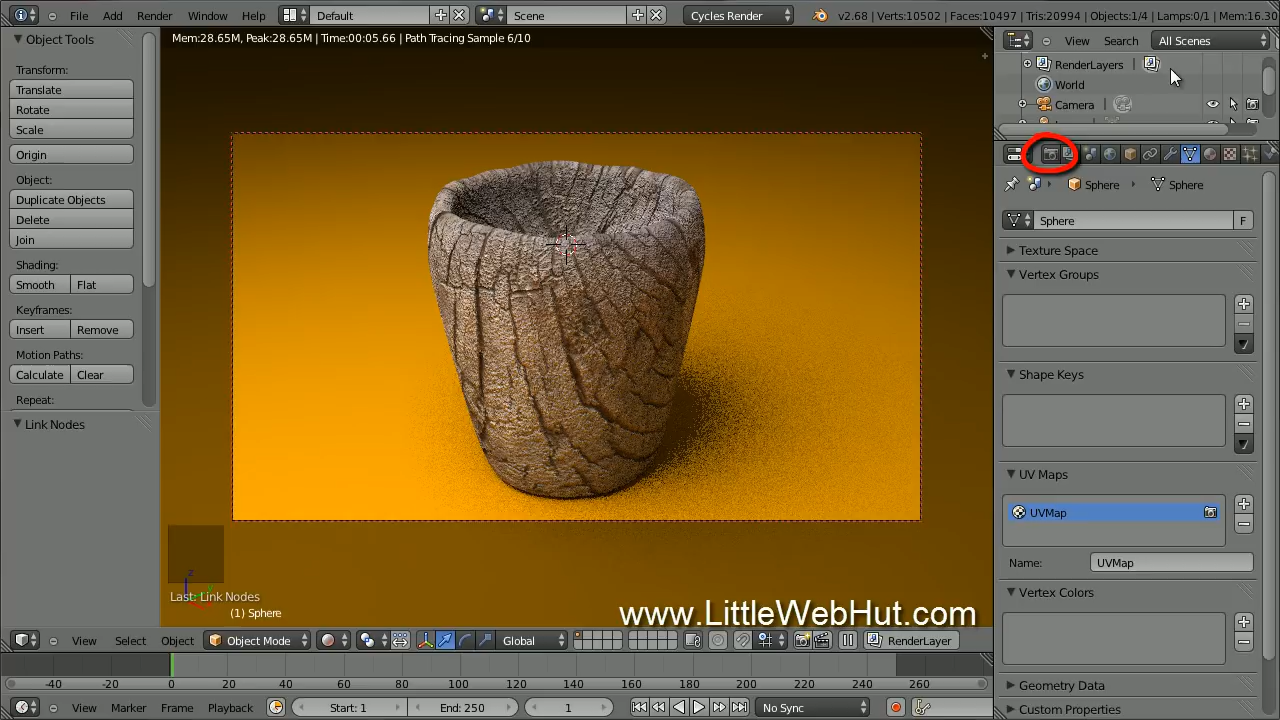 File Add Render Window Help Default Scene Cycles Render v2.68 | Verts:10502 | Faces:10497 | Tris:20994 | Objects:1/4 | Lamps:0/1 | Mem:16.30
Object Tools
Transform:
Translate
Rotate
Scale
Origin
Object:
Duplicate Objects
Delete
Join
Shading:
Smooth Flat
Keyframes:
Insert Remove
Motion Paths:
Calculate Clear
Repeat:
Link Nodes
Mem:28.65M, Peak:28.65M | Time:00:05.66 | Path Tracing Sample 6/10
z
Last: Link Nodes
(1) Sphere
www.LittleWebHut.com
View Search All Scenes
RenderLayers |
World
Camera |
Sphere Sphere
Sphere F
Texture Space
Vertex Groups
Shape Keys
UV Maps
UVMap
Name: UVMap
Vertex Colors
Geometry Data
Custom Properties
View Select Object Object Mode Global RenderLayer
-40 -20 0 20 40 60 80 100 120 140 160 180 200 220 240 260
View Marker Frame Playback Start: 1 End: 250 1 No Sync